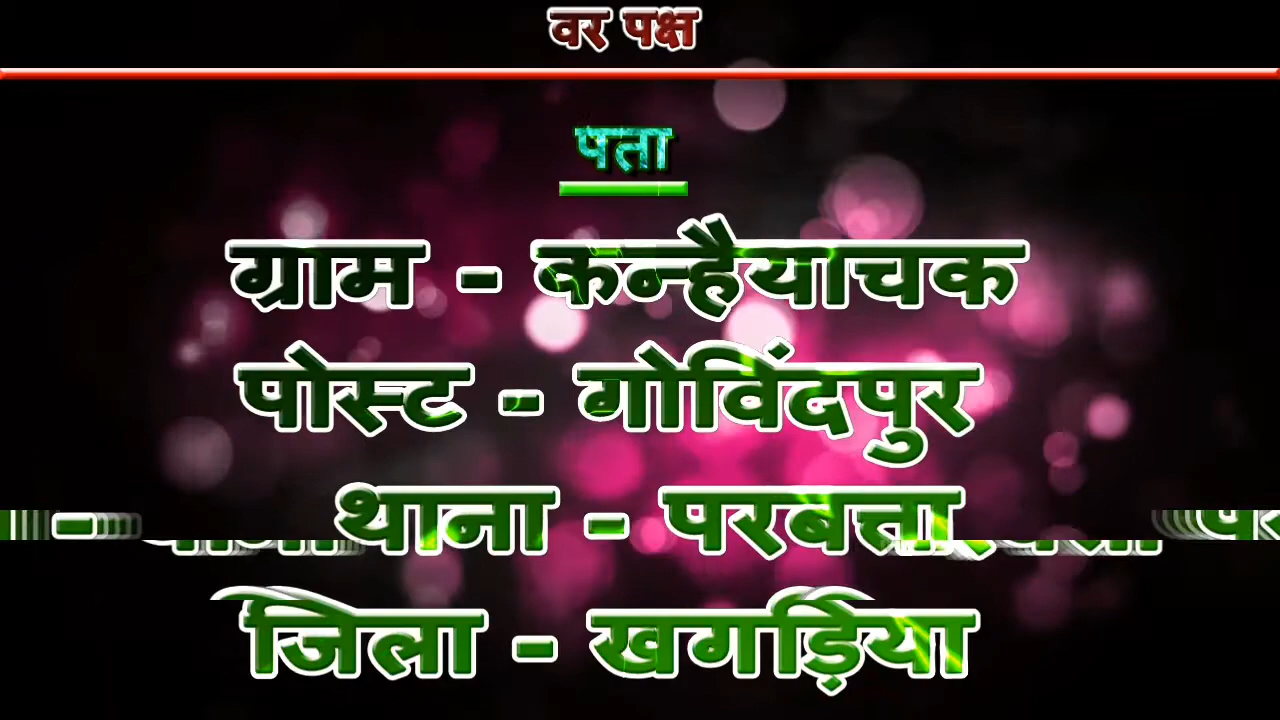 वर पक्ष
पता
ग्राम - कन्हैयाचक
पोस्ट - गोविंदपुर
थाना - परबत्ता
जिला - खगड़िया